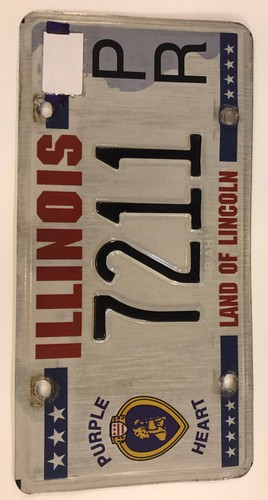 ILLINOIS
PURPLE HEART
7211
PR
LAND OF LINCOLN